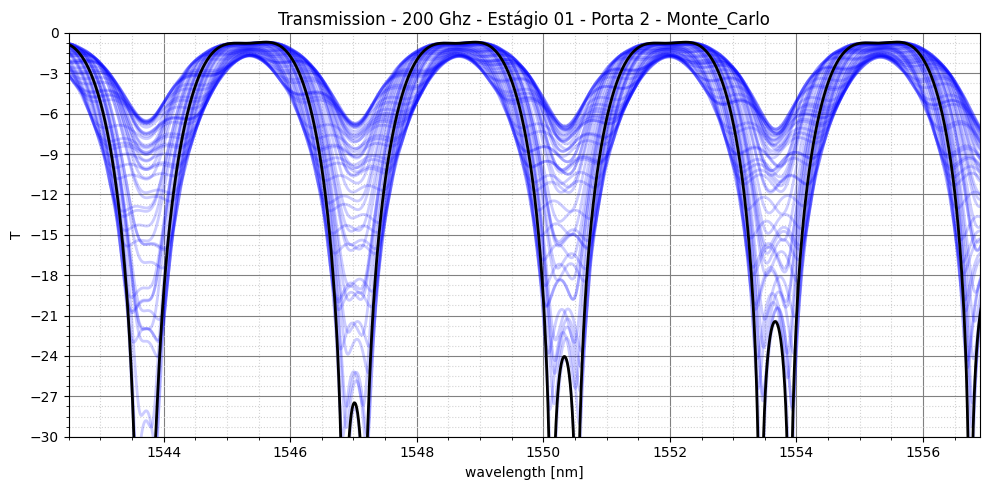 Transmission - 200 Ghz - Estágio 01 - Porta 2 - Monte_Carlo
0
−3
−6
−9
−12
−15
−18
−21
−24
−27
−30
T
1544 1546 1548 1550 1552 1554 1556
wavelength [nm]